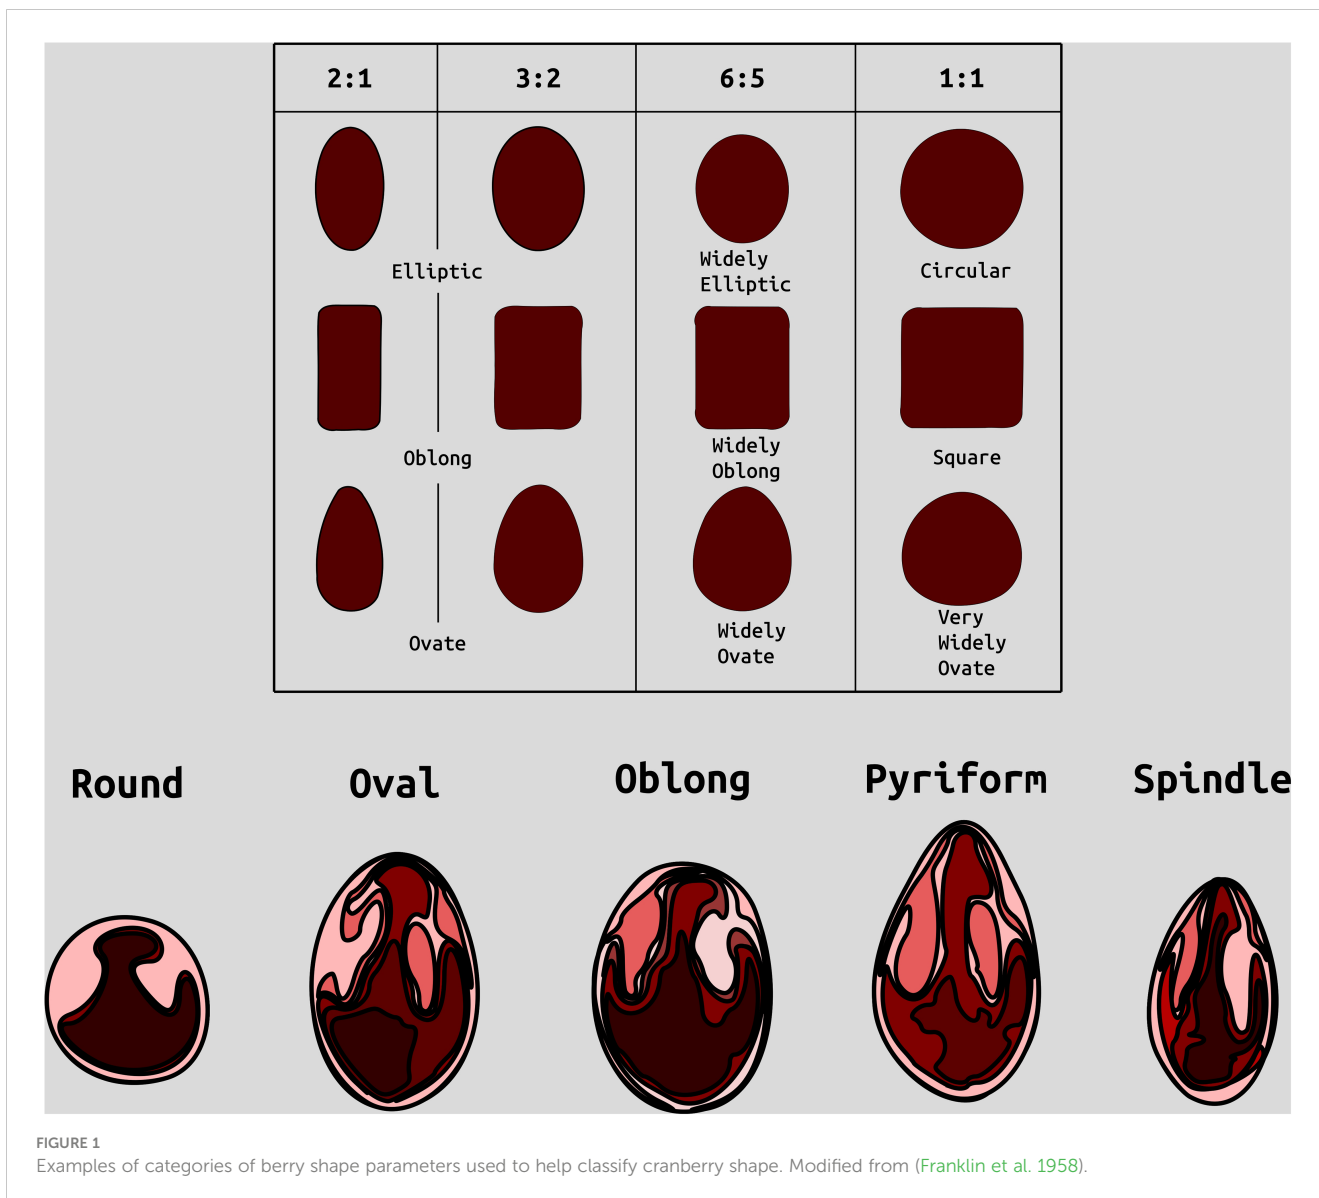 2:1 3:2 6:5 1:1
Elliptic
Widely
Elliptic
Circular
Oblong
Widely
Oblong
Square
Ovate
Widely
Ovate
Very
Widely
Ovate
Round Oval Oblong Pyriform Spindle
FIGURE 1
Examples of categories of berry shape parameters used to help classify cranberry shape. Modified from (Franklin et al. 1958).